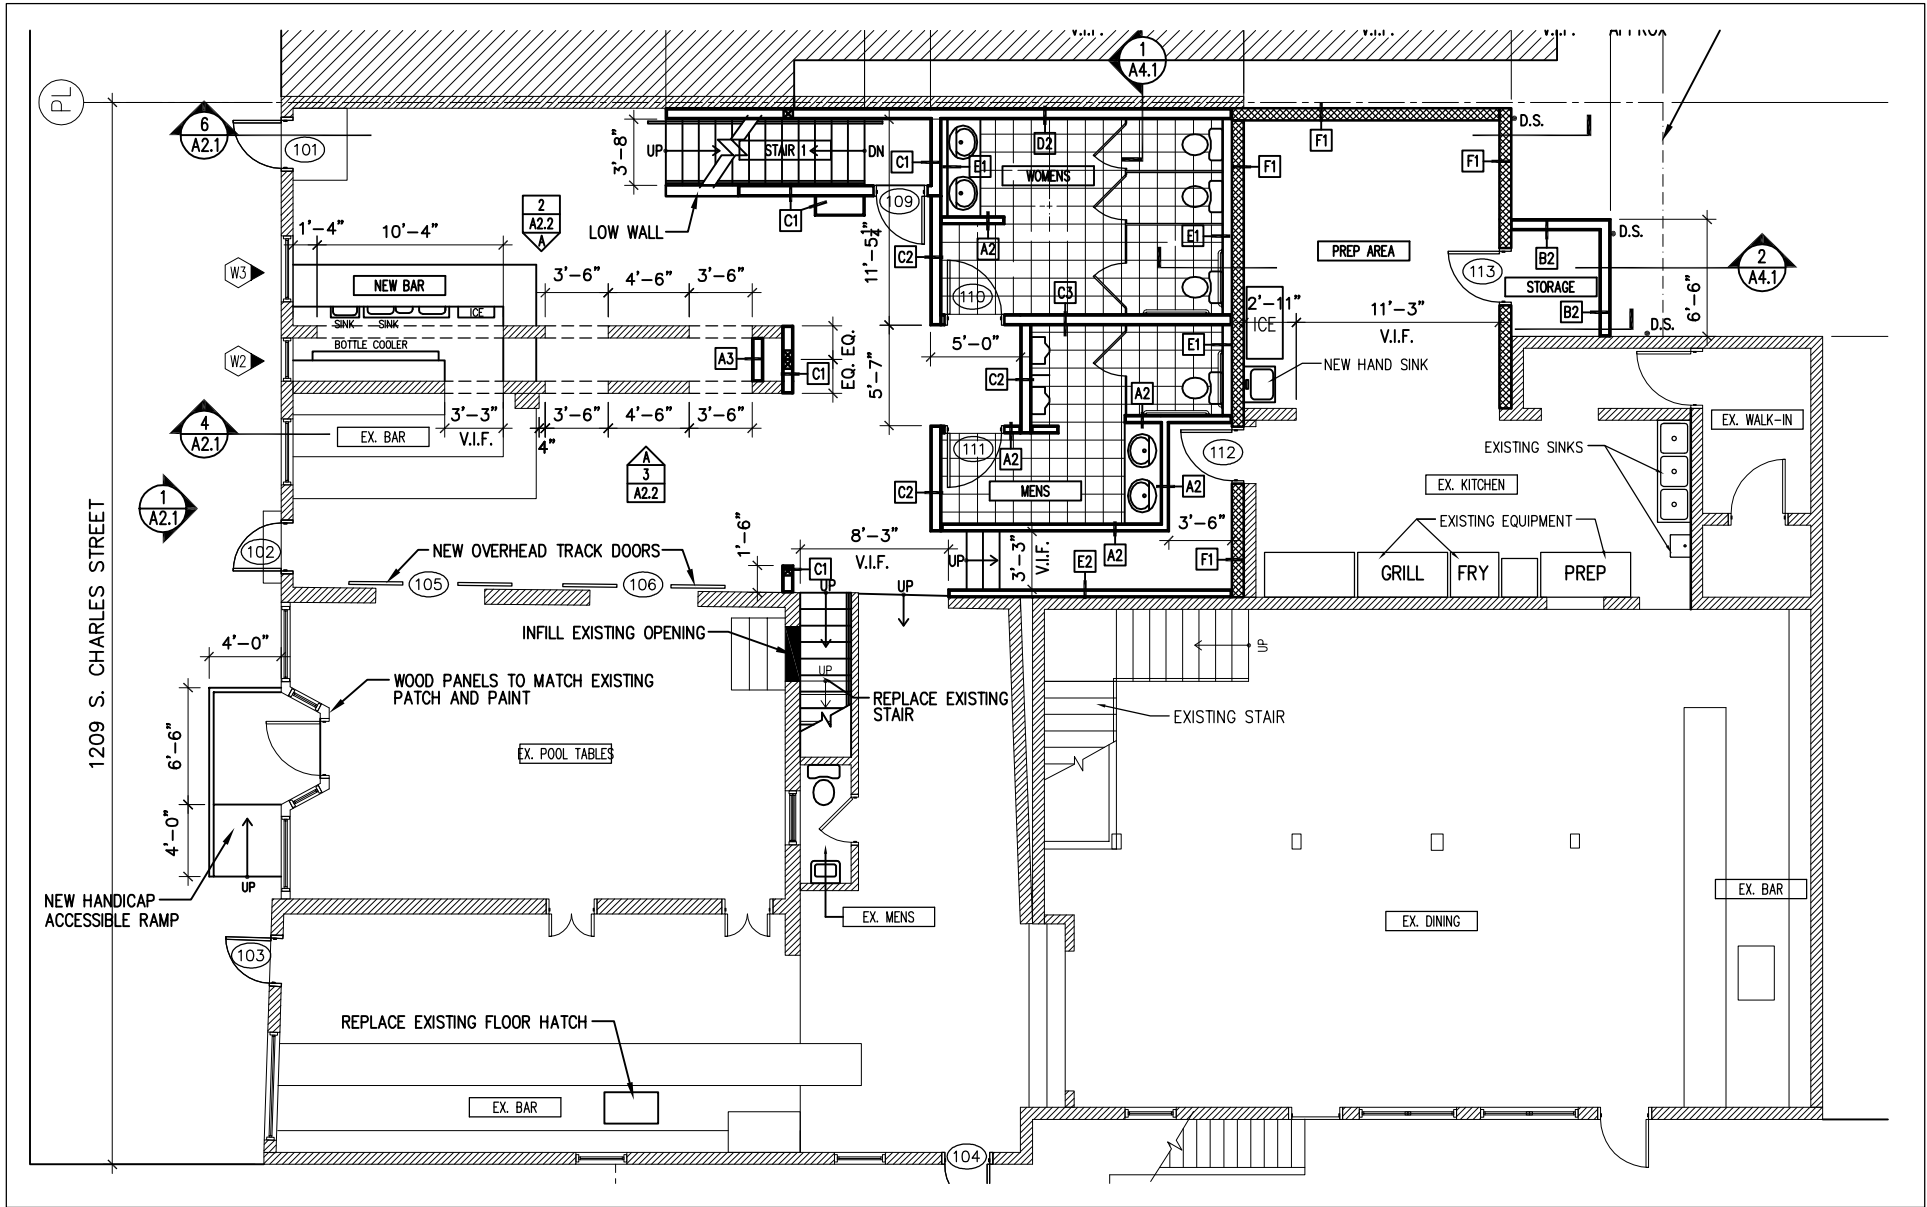 PL
1
A4.1
6
A2.1
101
3'-8"
UP
STAIR 1
DN
C1
E1
D2
WOMENS
F1
F1
F1
D.S.
1'-4"
10'-4"
2
A2.2
A
LOW WALL
C1
109
11'-5½"
A2
C2
E1
PREP AREA
113
B2
STORAGE
D.S.
2
A4.1
W3
NEW BAR
SINK
SINK
ICE
3'-6"
4'-6"
3'-6"
110
C3
2'-11"
ICE
11'-3"
V.I.F.
B2
6'-6"
D.S.
W2
BOTTLE COOLER
A3
C1
EQ. EQ.
5'-7"
5'-0"
C2
E1
A2
NEW HAND SINK
4
A2.1
EX. BAR
3'-3"
V.I.F.
4"
3'-6"
4'-6"
3'-6"
111
A2
112
EXISTING SINKS
EX. WALK-IN
A
3
A2.2
C2
MENS
A2
EX. KITCHEN
1
A2.1
102
NEW OVERHEAD TRACK DOORS
105
106
1'-6"
C1
UP
8'-3"
V.I.F.
UP
UP
3'-3"
V.I.F.
E2
A2
3'-6"
F1
EXISTING EQUIPMENT
GRILL
FRY
PREP
1209 S. CHARLES STREET
4'-0"
6'-6"
4'-0"
UP
INFILL EXISTING OPENING
WOOD PANELS TO MATCH EXISTING
PATCH AND PAINT
UP
REPLACE EXISTING
STAIR
UP
EXISTING STAIR
EX. POOL TABLES
NEW HANDICAP
ACCESSIBLE RAMP
EX. MENS
EX. DINING
EX. BAR
103
REPLACE EXISTING FLOOR HATCH
EX. BAR
104